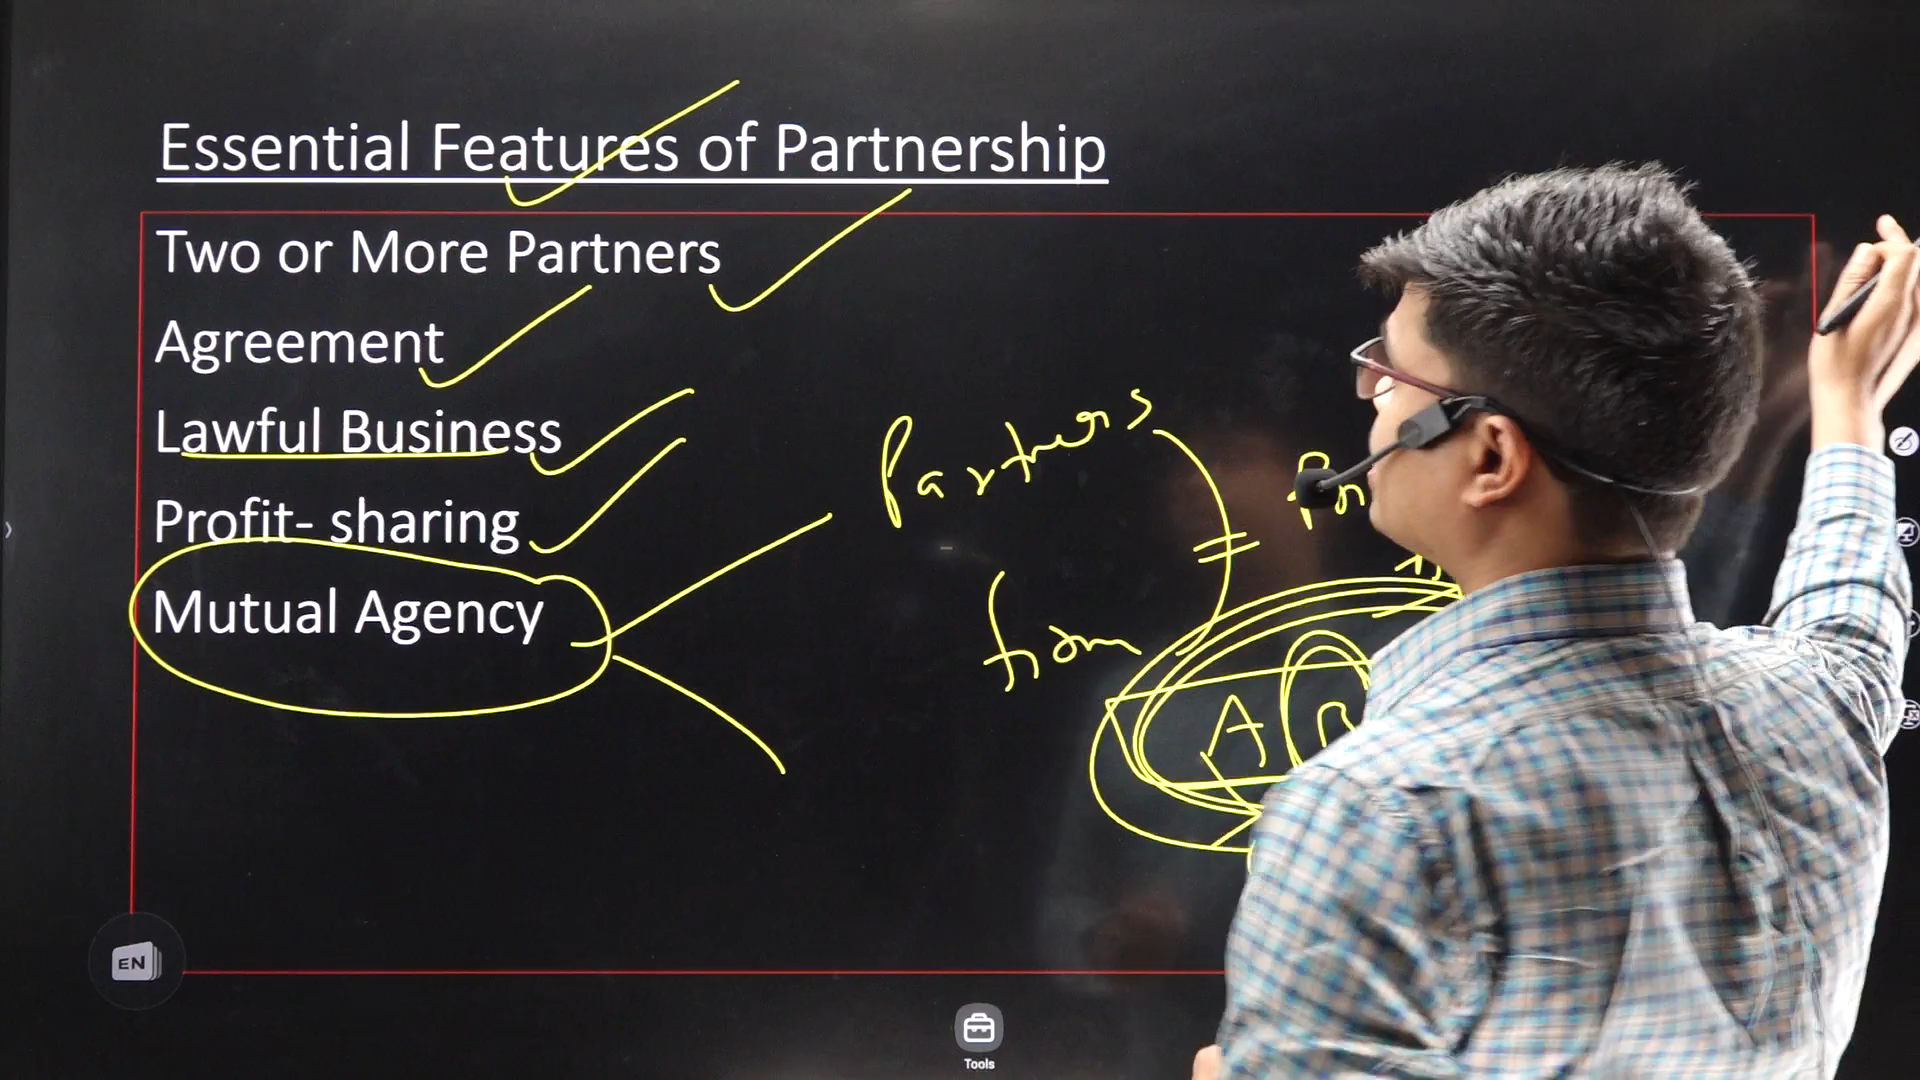 Essential Features of Partnership
Two or More Partners
Agreement
Lawful Business
Profit- sharing
Mutual Agency
Partners
firm
A B
EN
Tools